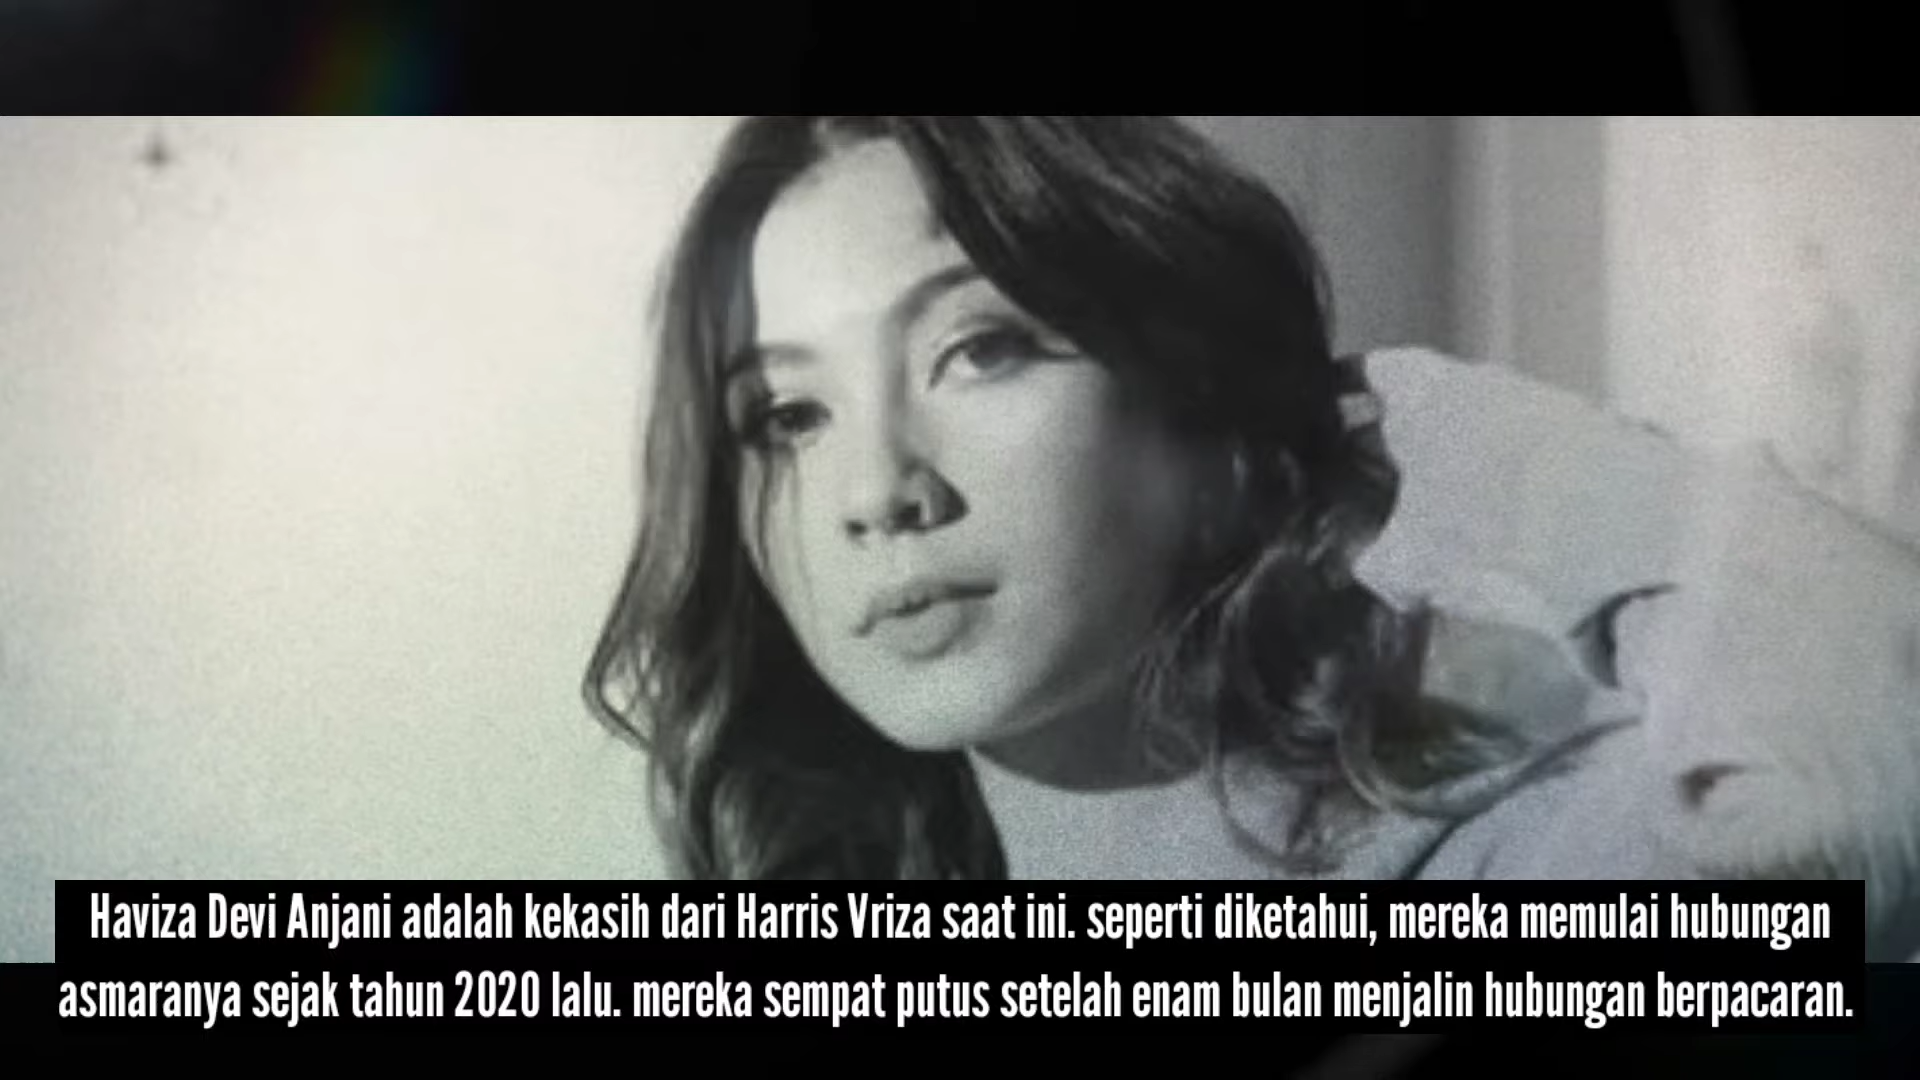 Haviza Devi Anjani adalah kekasih dari Harris Vriza saat ini. seperti diketahui, mereka memulai hubungan
asmaranya sejak tahun 2020 lalu. mereka sempat putus setelah enam bulan menjalin hubungan berpacaran.